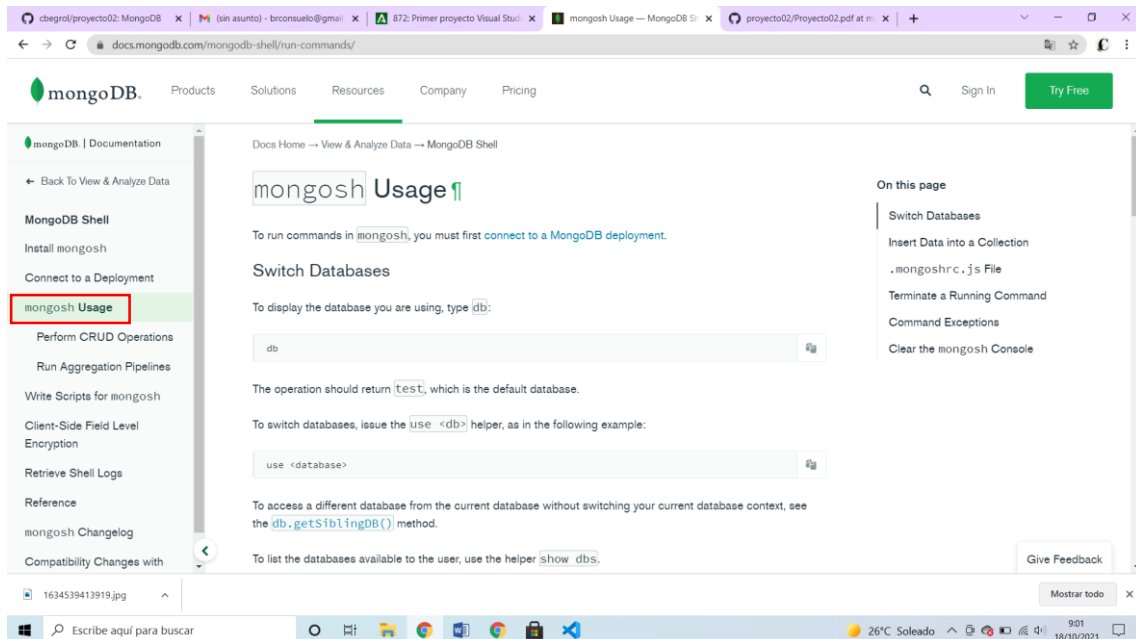 cbegrol/proyecto02: MongoDB
(sin asunto) - brconsuelo@gmail.
872: Primer proyecto Visual Studi
mongosh Usage — MongoDB Sh
proyecto02/Proyecto02.pdf at m
docs.mongodb.com/mongodb-shell/run-commands/
mongoDB.
Products
Solutions
Resources
Company
Pricing
Sign In
Try Free
mongoDB. | Documentation
← Back To View & Analyze Data
MongoDB Shell
Install mongosh
Connect to a Deployment
mongosh Usage
Perform CRUD Operations
Run Aggregation Pipelines
Write Scripts for mongosh
Client-Side Field Level
Encryption
Retrieve Shell Logs
Reference
mongosh Changelog
Compatibility Changes with
Docs Home → View & Analyze Data → MongoDB Shell
mongosh Usage ¶
To run commands in mongosh, you must first connect to a MongoDB deployment.
Switch Databases
To display the database you are using, type db:
db
The operation should return test, which is the default database.
To switch databases, issue the use <db> helper, as in the following example:
use <database>
To access a different database from the current database without switching your current database context, see
the db.getSiblingDB() method.
To list the databases available to the user, use the helper show dbs.
On this page
Switch Databases
Insert Data into a Collection
.mongoshrc.js File
Terminate a Running Command
Command Exceptions
Clear the mongosh Console
Give Feedback
1634539413919.jpg
Mostrar todo
Escribe aquí para buscar
26°C Soleado
9:01
18/10/2021